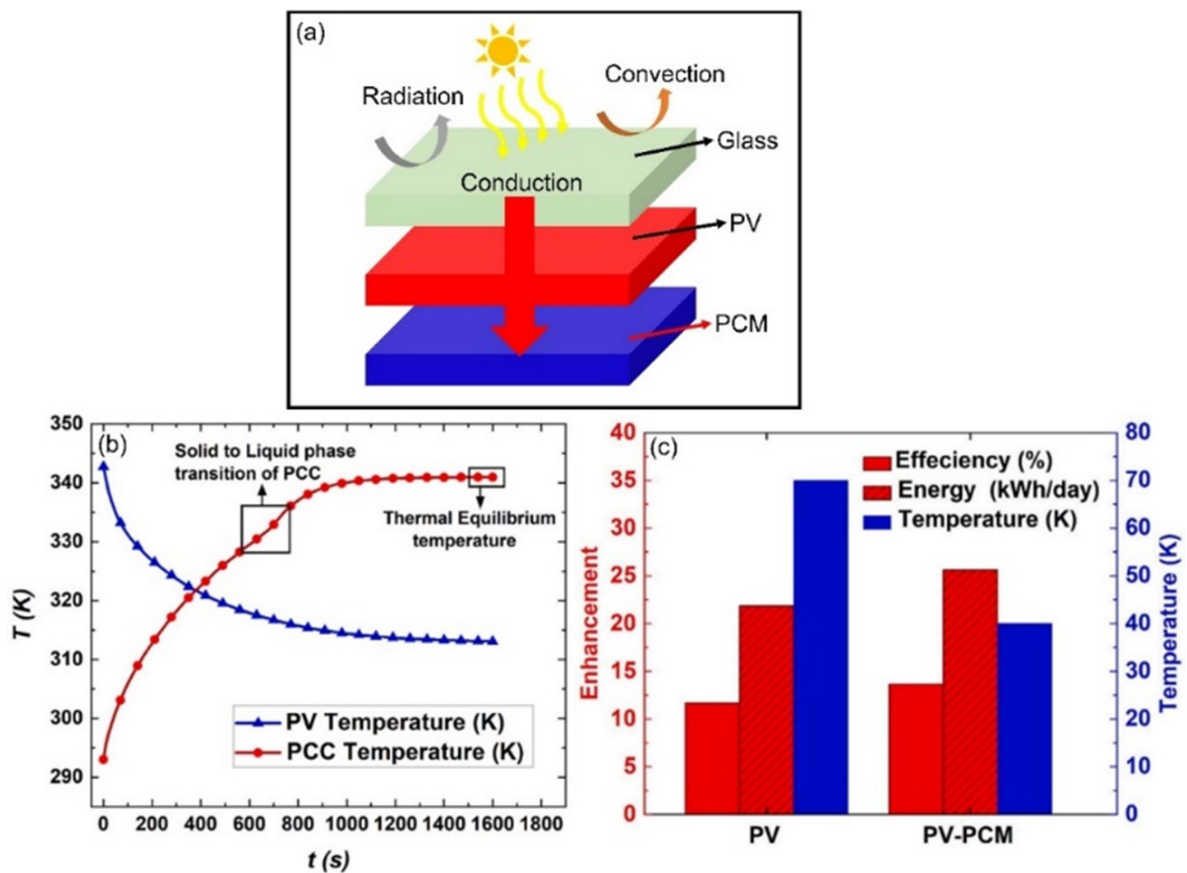 (a)
Radiation
Convection
Glass
Conduction
PV
PCM
(b)
350
340
330
320
310
300
290
T (K)
Solid to Liquid phase
transition of PCC
Thermal Equilibrium
temperature
PV Temperature (K)
PCC Temperature (K)
0 200 400 600 800 1000 1200 1400 1600 1800
t (s)
(c)
40
35
30
25
20
15
10
5
0
Enhancement
Effeciency (%)
Energy (kWh/day)
Temperature (K)
80
70
60
50
40
30
20
10
0
Temperature (K)
PV PV-PCM